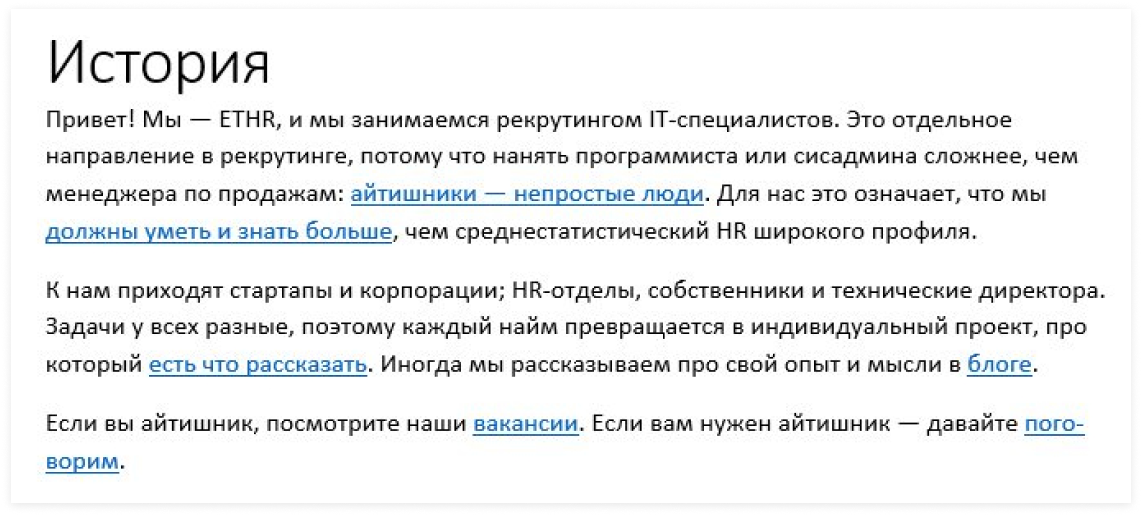 История
Привет! Мы — ETHR, и мы занимаемся рекрутингом IT-специалистов. Это отдельное
направление в рекрутинге, потому что нанять программиста или сисадмина сложнее, чем
менеджера по продажам: айтишники — непростые люди. Для нас это означает, что мы
должны уметь и знать больше, чем среднестатистический HR широкого профиля.
К нам приходят стартапы и корпорации; HR-отделы, собственники и технические директора.
Задачи у всех разные, поэтому каждый найм превращается в индивидуальный проект, про
который есть что рассказать. Иногда мы рассказываем про свой опыт и мысли в блоге.
Если вы айтишник, посмотрите наши вакансии. Если вам нужен айтишник — давайте пого-
ворим.